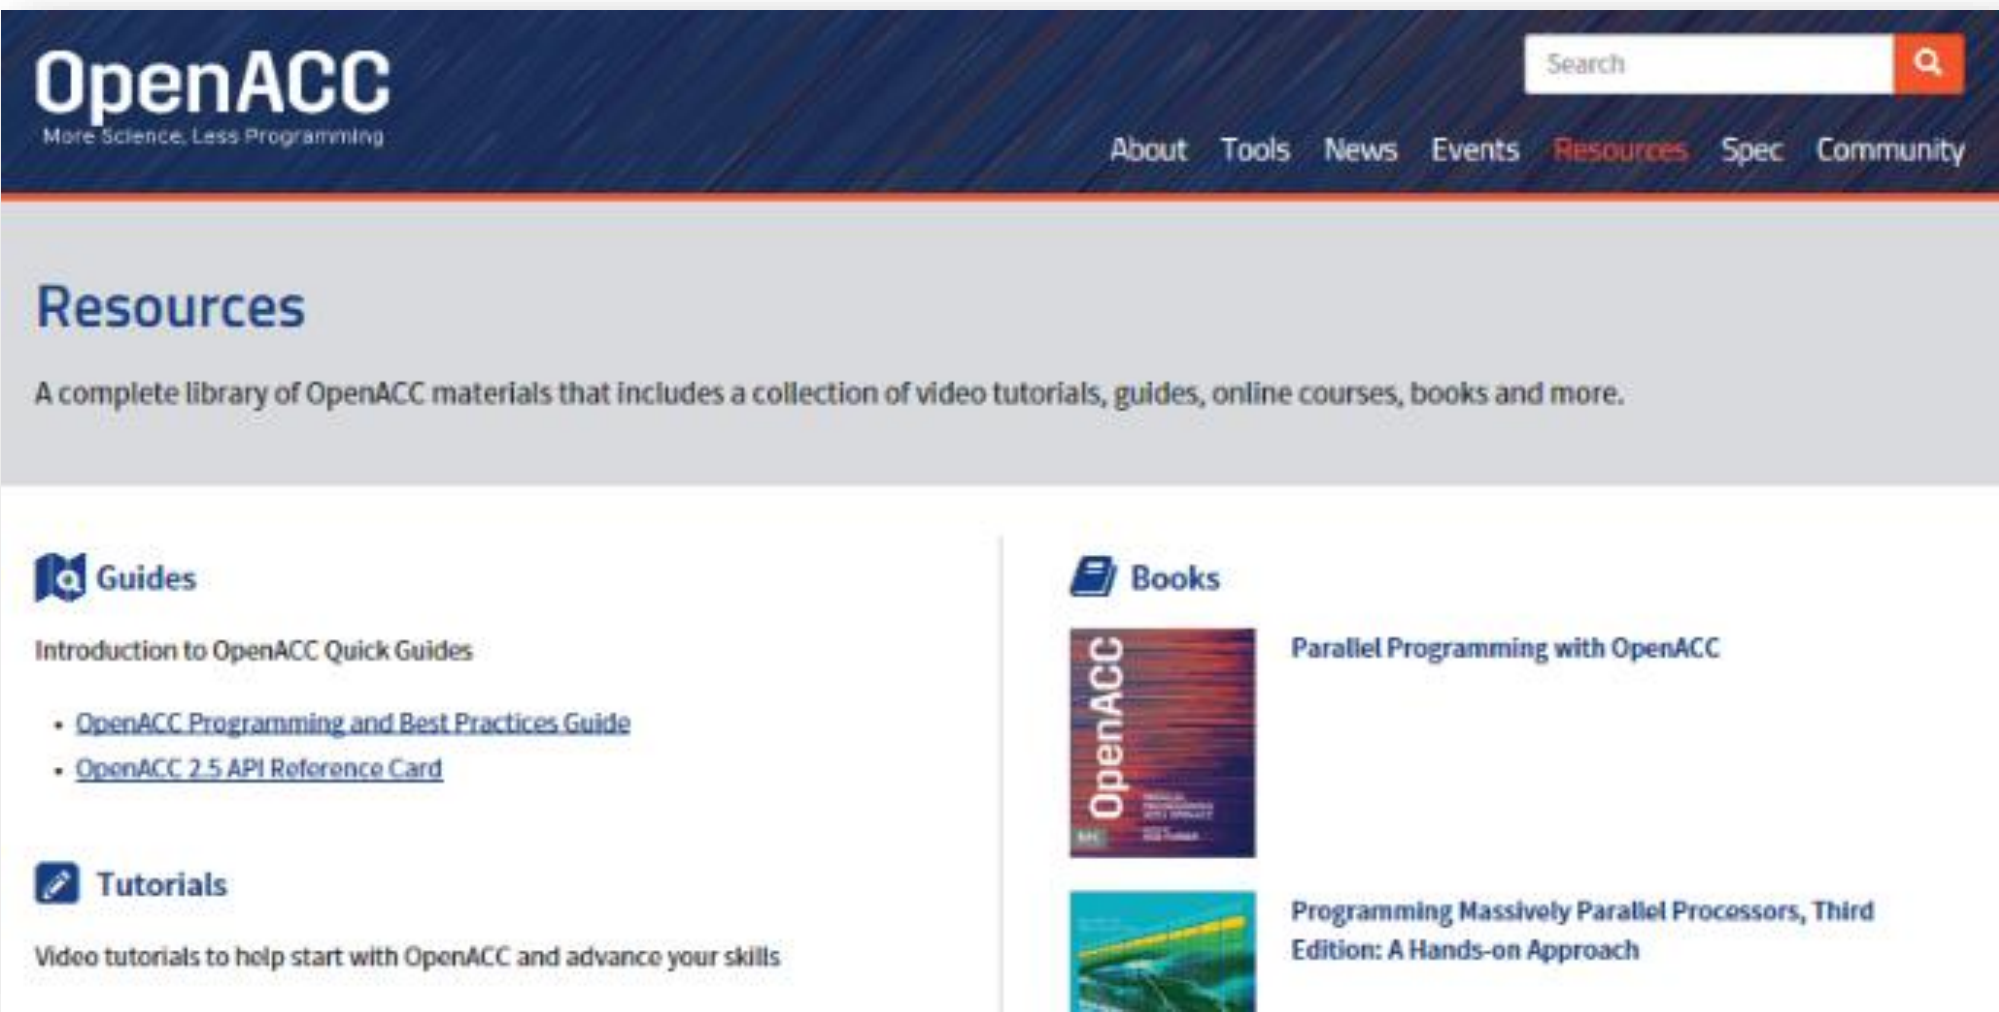 OpenACC
More Science, Less Programming
Search
About Tools News Events Resources Spec Community
Resources
A complete library of OpenACC materials that includes a collection of video tutorials, guides, online courses, books and more.
Guides
Introduction to OpenACC Quick Guides
• OpenACC Programming and Best Practices Guide
• OpenACC 2.5 API Reference Card
Tutorials
Video tutorials to help start with OpenACC and advance your skills
Books
OpenACC
Parallel Programming with OpenACC
Programming Massively Parallel Processors, Third
Edition: A Hands-on Approach